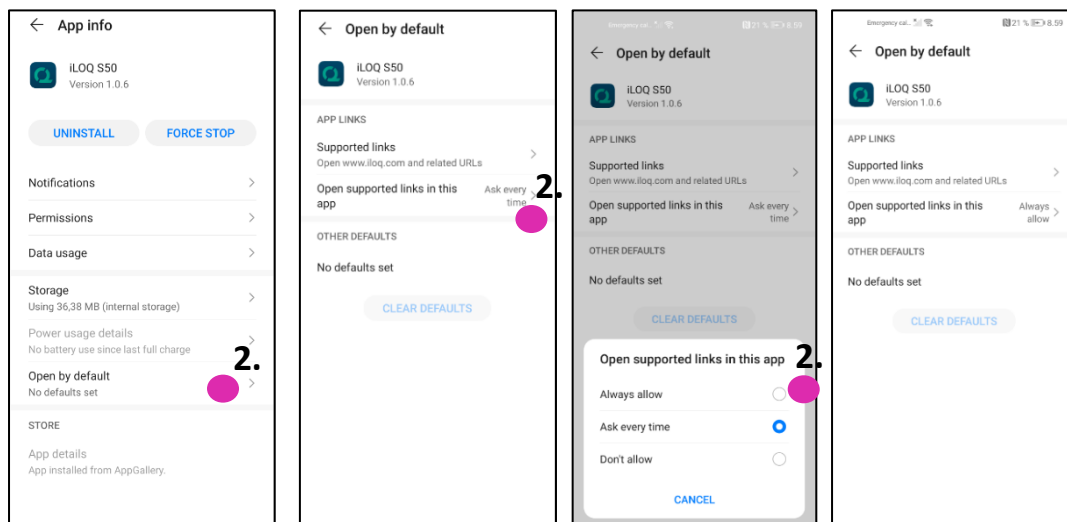 ← App info
iLOQ S50
Version 1.0.6
UNINSTALL
FORCE STOP
Notifications
Permissions
Data usage
Storage
Using 36,38 MB (internal storage)
Power usage details
No battery use since last full charge
2.
Open by default
No defaults set
STORE
App details
App installed from AppGallery.
← Open by default
iLOQ S50
Version 1.0.6
APP LINKS
Supported links
Open www.iloq.com and related URLs
Open supported links in this app
Ask every time
2.
OTHER DEFAULTS
No defaults set
CLEAR DEFAULTS
Emergency cal..
21 % 8.59
← Open by default
iLOQ S50
Version 1.0.6
APP LINKS
Supported links
Open www.iloq.com and related URLs
Open supported links in this app
Ask every time
OTHER DEFAULTS
No defaults set
CLEAR DEFAULTS
Open supported links in this app
2.
Always allow
Ask every time
Don't allow
CANCEL
Emergency cal..
21 % 8.59
← Open by default
iLOQ S50
Version 1.0.6
APP LINKS
Supported links
Open www.iloq.com and related URLs
Open supported links in this app
Always allow
OTHER DEFAULTS
No defaults set
CLEAR DEFAULTS